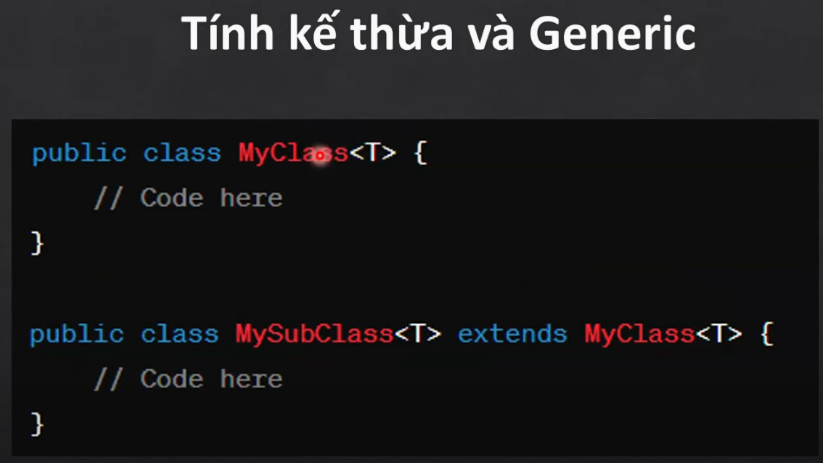 Tính kế thừa và Generic
public class MyClass<T> {
    // Code here
}
public class MySubClass<T> extends MyClass<T> {
    // Code here
}